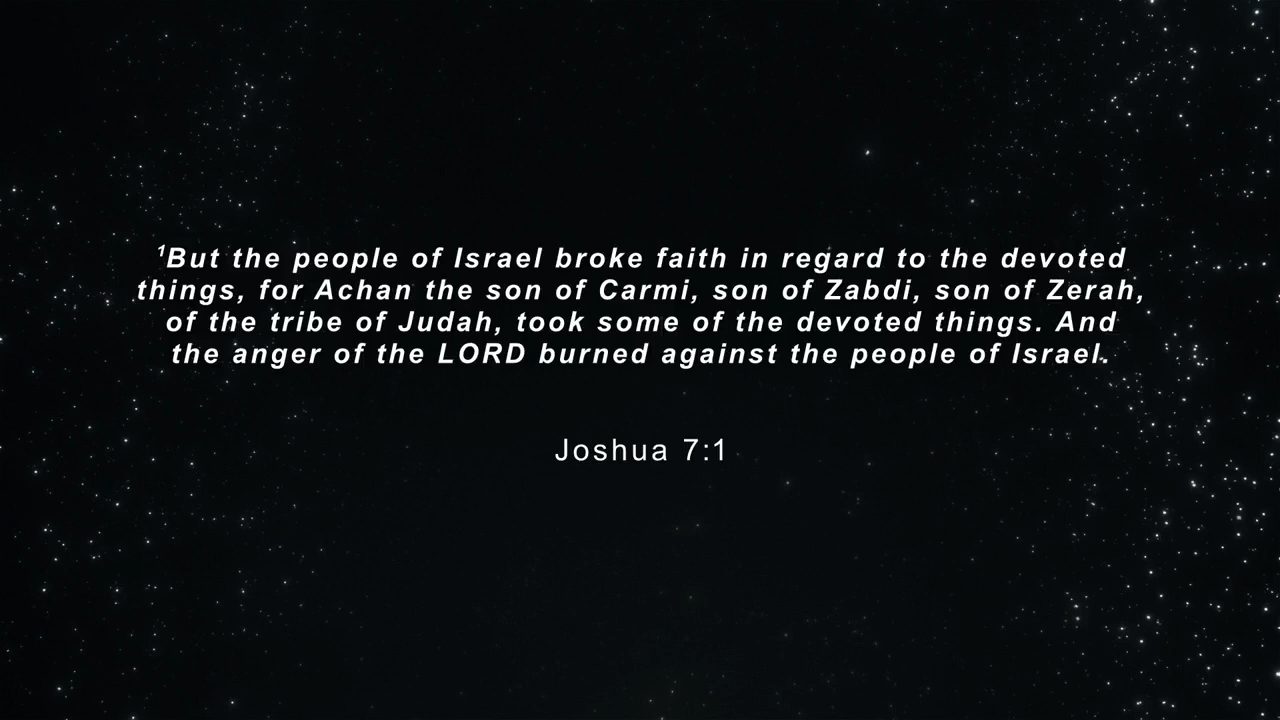 ¹But the people of Israel broke faith in regard to the devoted
things, for Achan the son of Carmi, son of Zabdi, son of Zerah,
of the tribe of Judah, took some of the devoted things. And
the anger of the LORD burned against the people of Israel.
Joshua 7:1